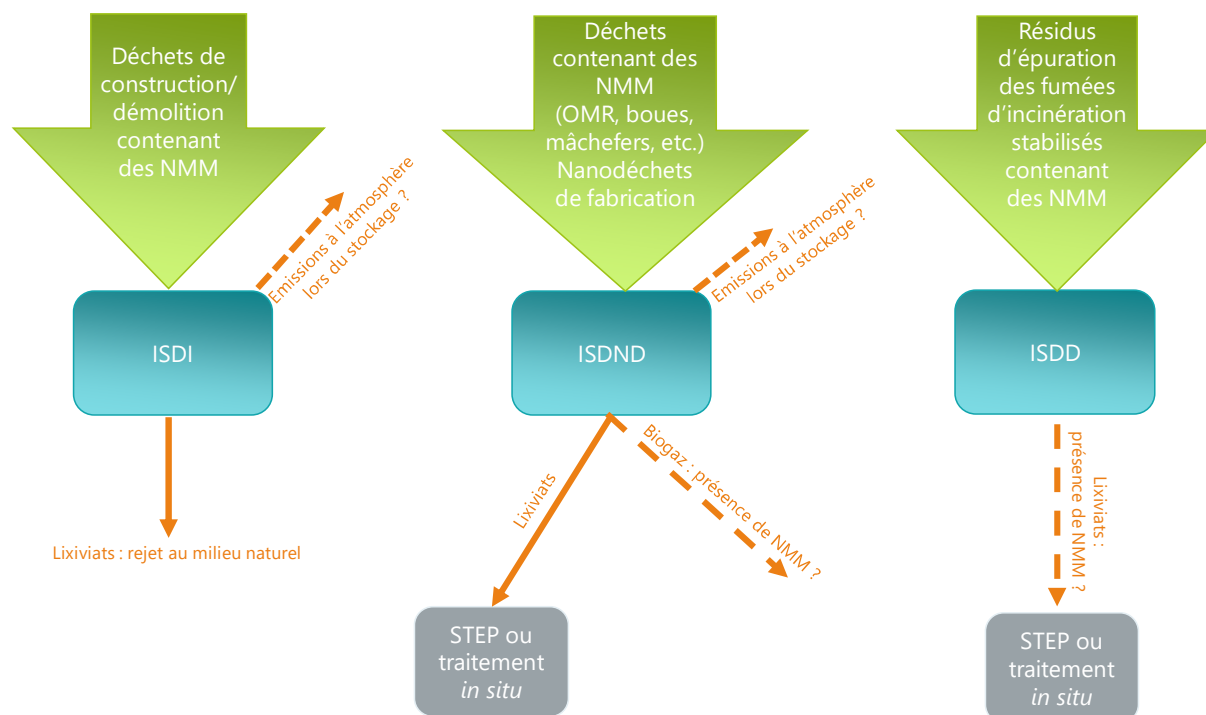 Déchets de
construction/
démolition
contenant
des NMM
Emissions à l'atmosphère
lors du stockage ?
ISDI
Lixiviats : rejet au milieu naturel
Déchets
contenant des
NMM
(OMR, boues,
mâchefers, etc.)
Nanodéchets
de fabrication
Emissions à l'atmosphère
lors du stockage ?
ISDND
Lixiviats
Biogaz : présence de NMM ?
STEP ou
traitement
in situ
Résidus
d'épuration
des fumées
d'incinération
stabilisés
contenant
des NMM
ISDD
Lixiviats :
présence de NMM ?
STEP ou
traitement
in situ